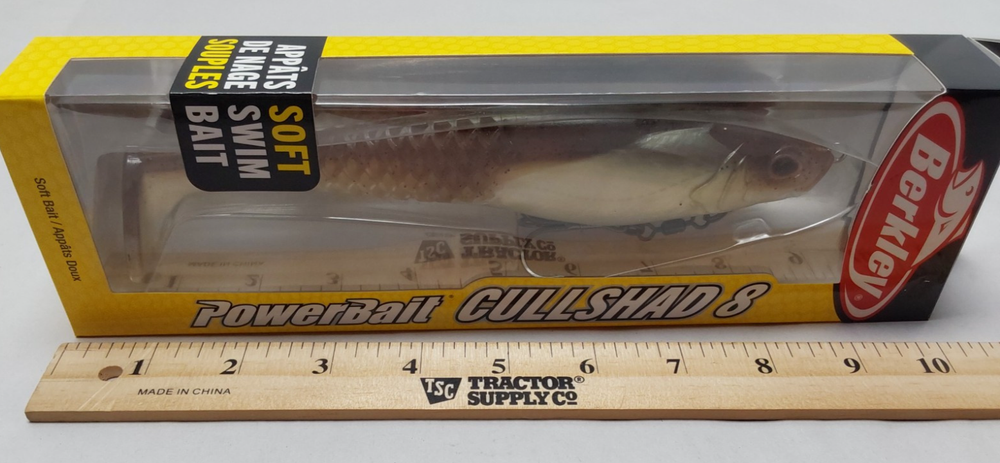 APPÂTS
DE NAGE
SOUPLES
SOFT
SWIM
BAIT
Berkley®
Soft Bait / Appâts Doux
PowerBait® GULLSHAD 8
1 2 3 4 5 6 7 8 9 10
MADE IN CHINA
TSC TRACTOR®
SUPPLY CO